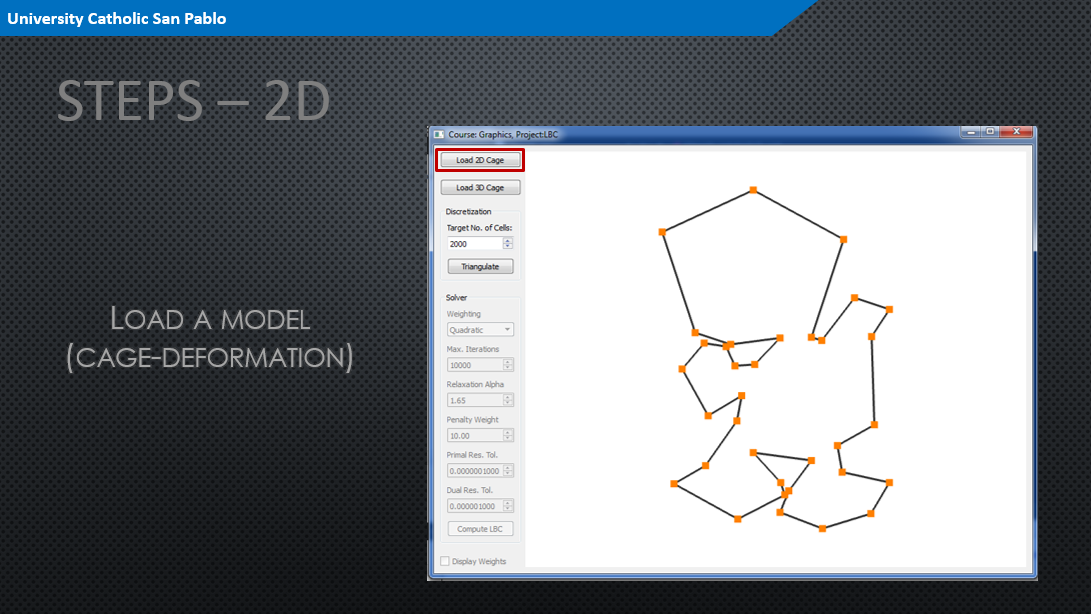 University Catholic San Pablo
STEPS – 2D
LOAD A MODEL
(CAGE-DEFORMATION)
Course: Graphics, Project:LBC
Load 2D Cage
Load 3D Cage
Discretization
Target No. of Cells:
2000
Triangulate
Solver
Weighting
Quadratic
Max. Iterations
10000
Relaxation Alpha
1.65
Penalty Weight
10.00
Primal Res. Tol.
0.0000001000
Dual Res. Tol.
0.000001000
Compute LBC
Display Weights